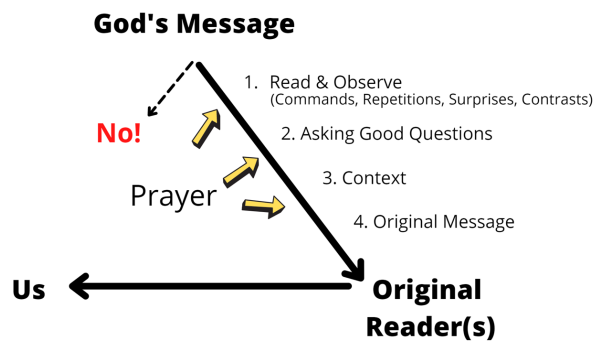 God's Message
1. Read & Observe
(Commands, Repetitions, Surprises, Contrasts)
No!
2. Asking Good Questions
3. Context
Prayer
4. Original Message
Us
Original
Reader(s)